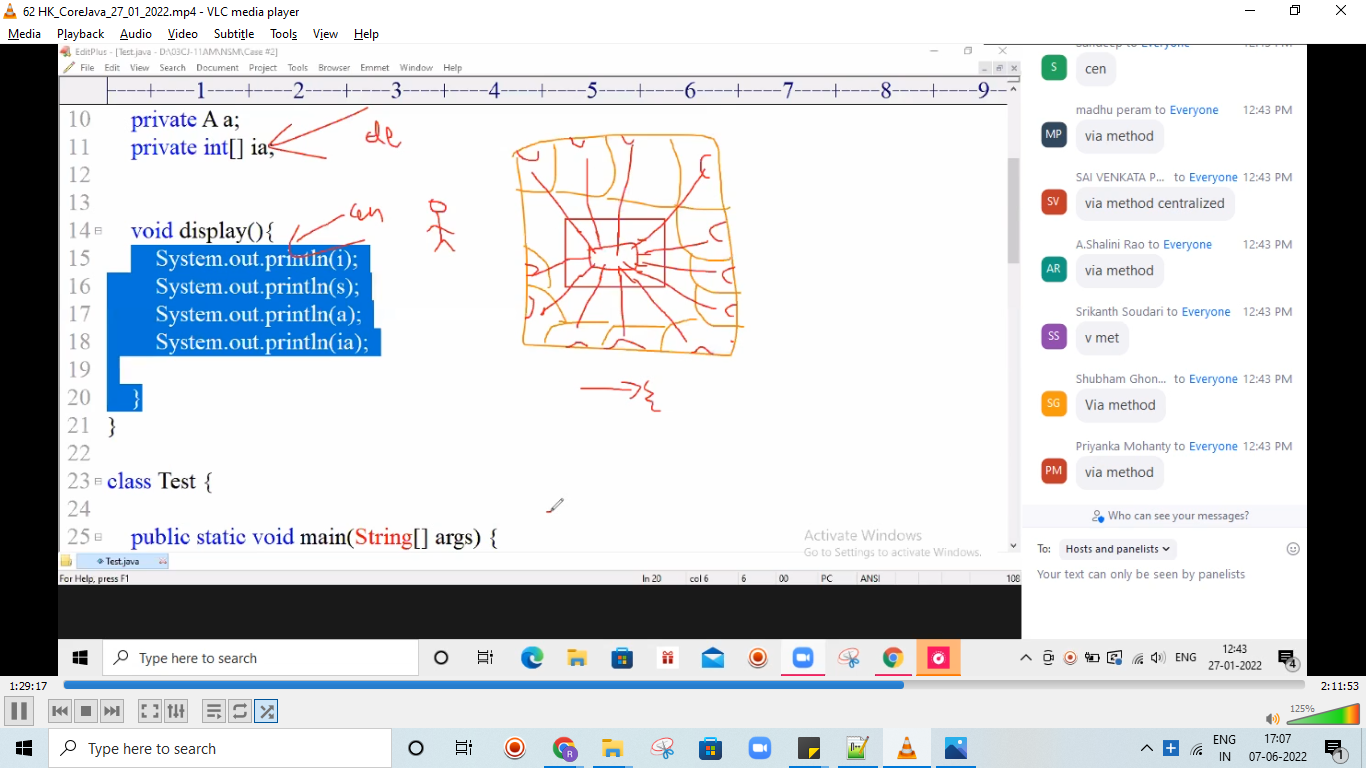 62 HK_CoreJava_27_01_2022.mp4 - VLC media player
Media Playback Audio Video Subtitle Tools View Help
EditPlus - [Test.java - D:\03CJ-11AM\NSM\Case #2]
File Edit View Search Document Project Tools Browser Emmet Window Help
----+----1----+----2----+----3----+----4----+----5----+----6----+----7----+----8----+----9--
10 private A a;
11 private int[] ia;
de
12
13
14 void display(){
cen
15 System.out.println(i);
16 System.out.println(s);
17 System.out.println(a);
18 System.out.println(ia);
19
20 }
21 }
22
23 class Test {
24
25 public static void main(String[] args) {
Activate Windows
Go to Settings to activate Windows.
Test.java
For Help, press F1 ln 20 col 6 6 00 PC ANSI 108
Sandeep to Everyone 12:43 PM
S cen
madhu peram to Everyone 12:43 PM
MP via method
SAI VENKATA P... to Everyone 12:43 PM
SV via method centralized
A.Shalini Rao to Everyone 12:43 PM
AR via method
Srikanth Soudari to Everyone 12:43 PM
SS v met
Shubham Ghon... to Everyone 12:43 PM
SG Via method
Priyanka Mohanty to Everyone 12:43 PM
PM via method
Who can see your messages?
To: Hosts and panelists
Your text can only be seen by panelists
Type here to search
ENG
12:43
27-01-2022
4
1:29:17
2:11:53
125%
Type here to search
ENG
IN
17:07
07-06-2022
1